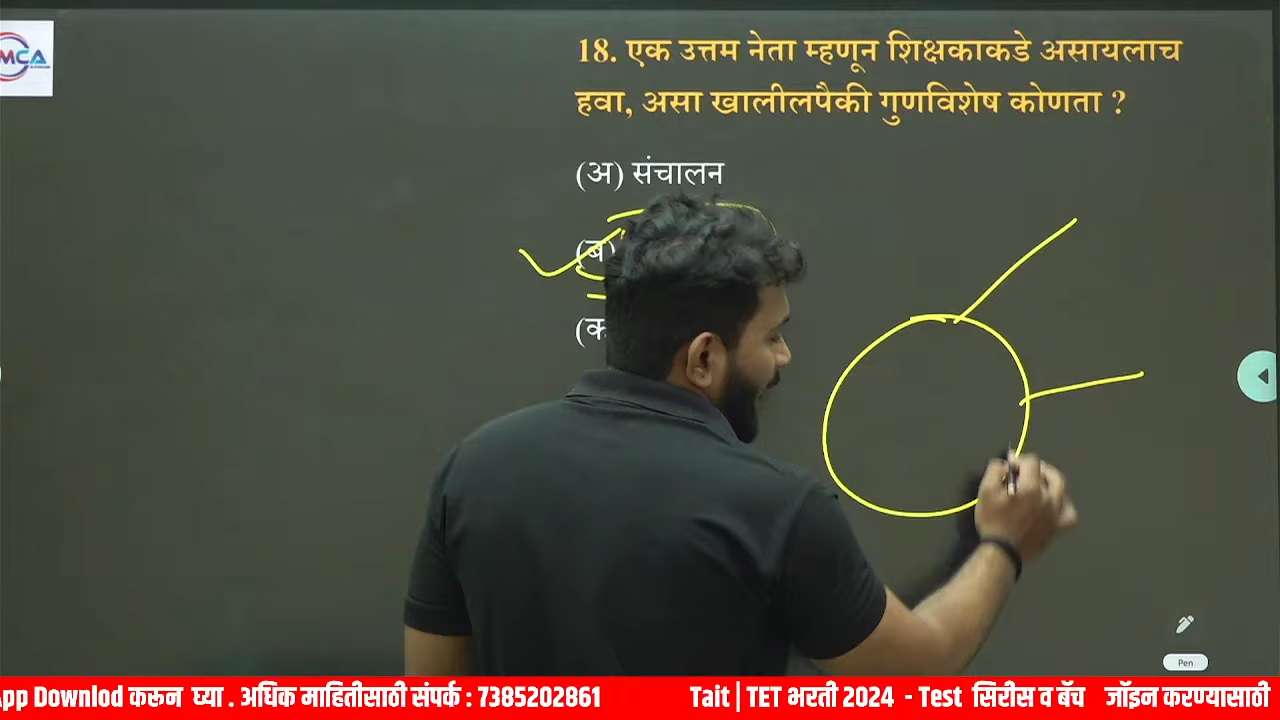 MCA
18. एक उत्तम नेता म्हणून शिक्षकाकडे असायलाच
हवा, असा खालीलपैकी गुणविशेष कोणता ?
(अ) संचालन
(ब)
(क
Pen
App Downlod करून घ्या . अधिक माहितीसाठी संपर्क : 7385202861 Tait | TET भरती 2024 - Test सिरीस व बॅच जॉइन करण्यासाठी